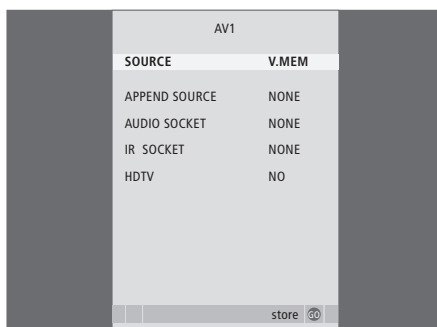 AV1
SOURCE V.MEM
APPEND SOURCE NONE
AUDIO SOCKET NONE
IR SOCKET NONE
HDTV NO
store GO